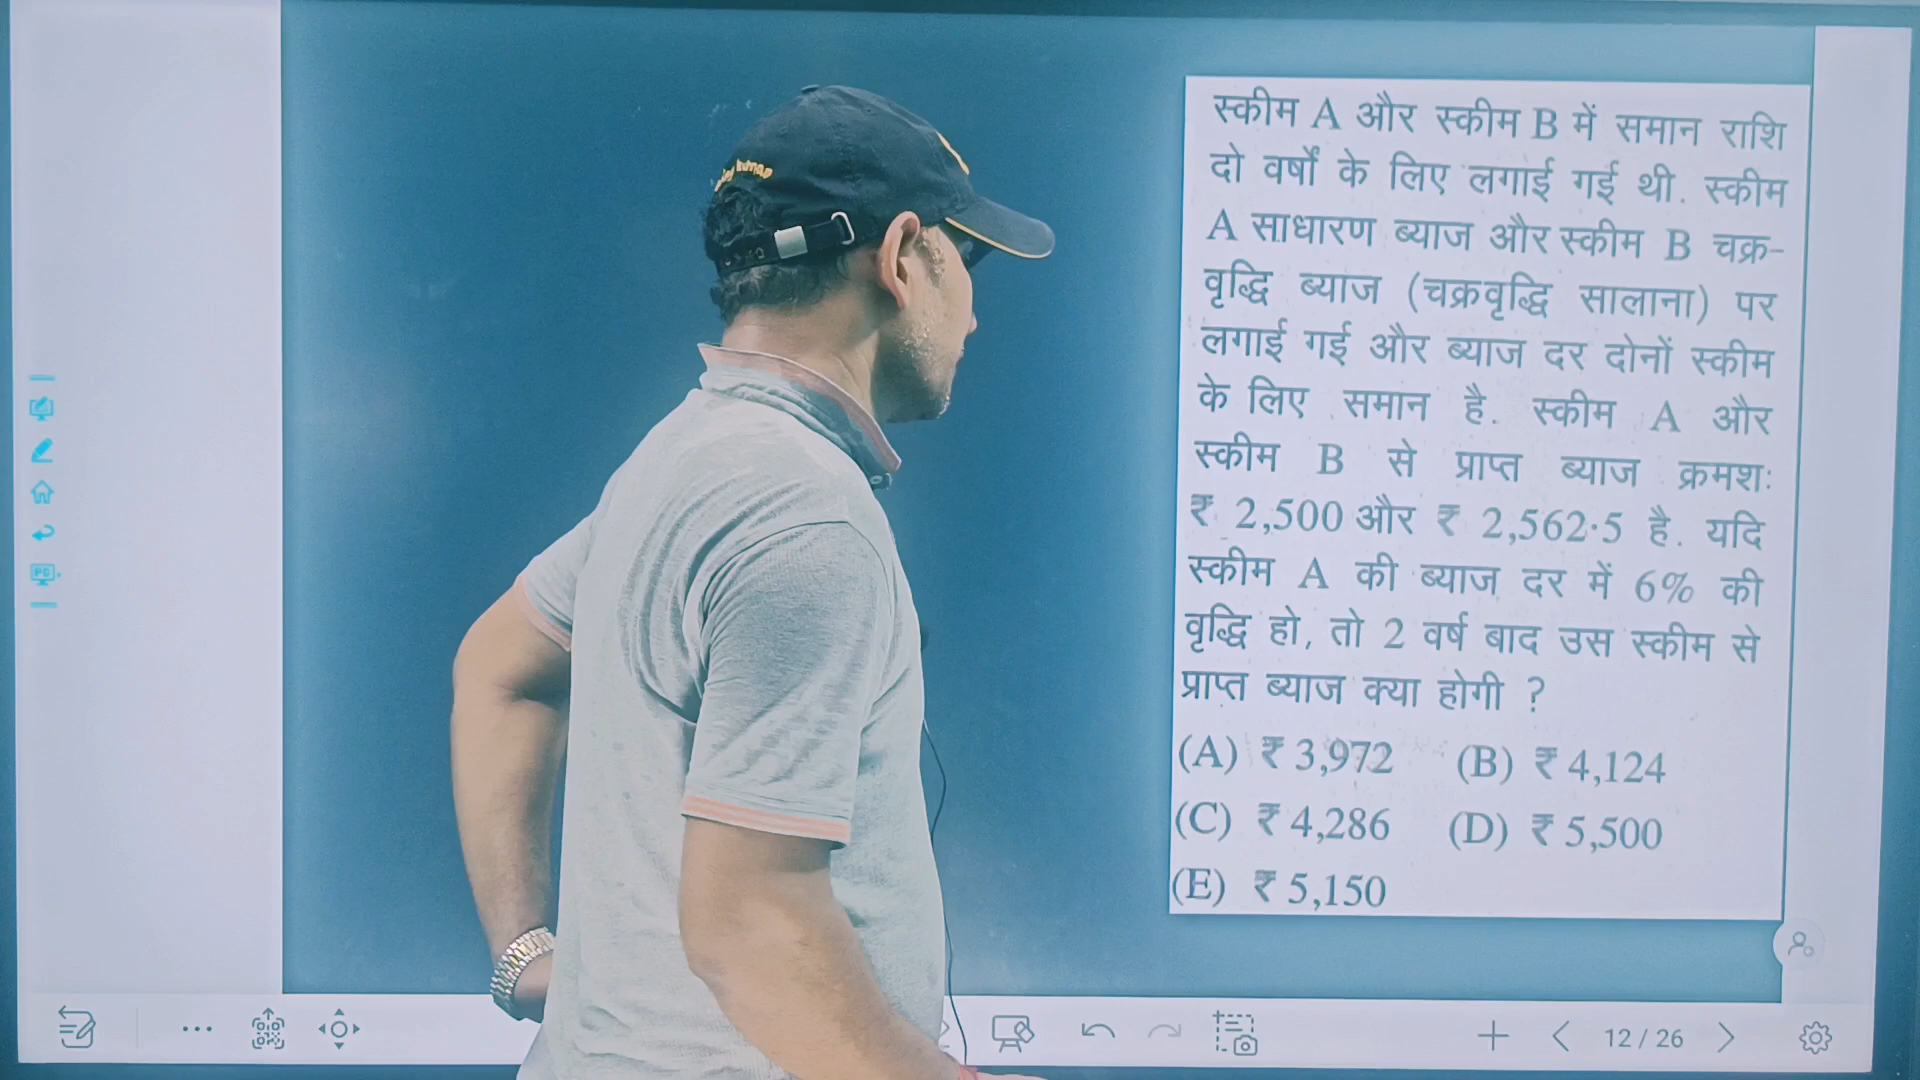 स्कीम A और स्कीम B में समान राशि
दो वर्षों के लिए लगाई गई थी. स्कीम
A साधारण ब्याज और स्कीम B चक्र-
वृद्धि ब्याज (चक्रवृद्धि सालाना) पर
लगाई गई और ब्याज दर दोनों स्कीम
के लिए समान है. स्कीम A और
स्कीम B से प्राप्त ब्याज क्रमशः
₹ 2,500 और ₹ 2,562·5 है. यदि
स्कीम A की ब्याज दर में 6% की
वृद्धि हो, तो 2 वर्ष बाद उस स्कीम से
प्राप्त ब्याज क्या होगी ?
(A) ₹ 3,972 (B) ₹ 4,124
(C) ₹ 4,286 (D) ₹ 5,500
(E) ₹ 5,150
12 / 26